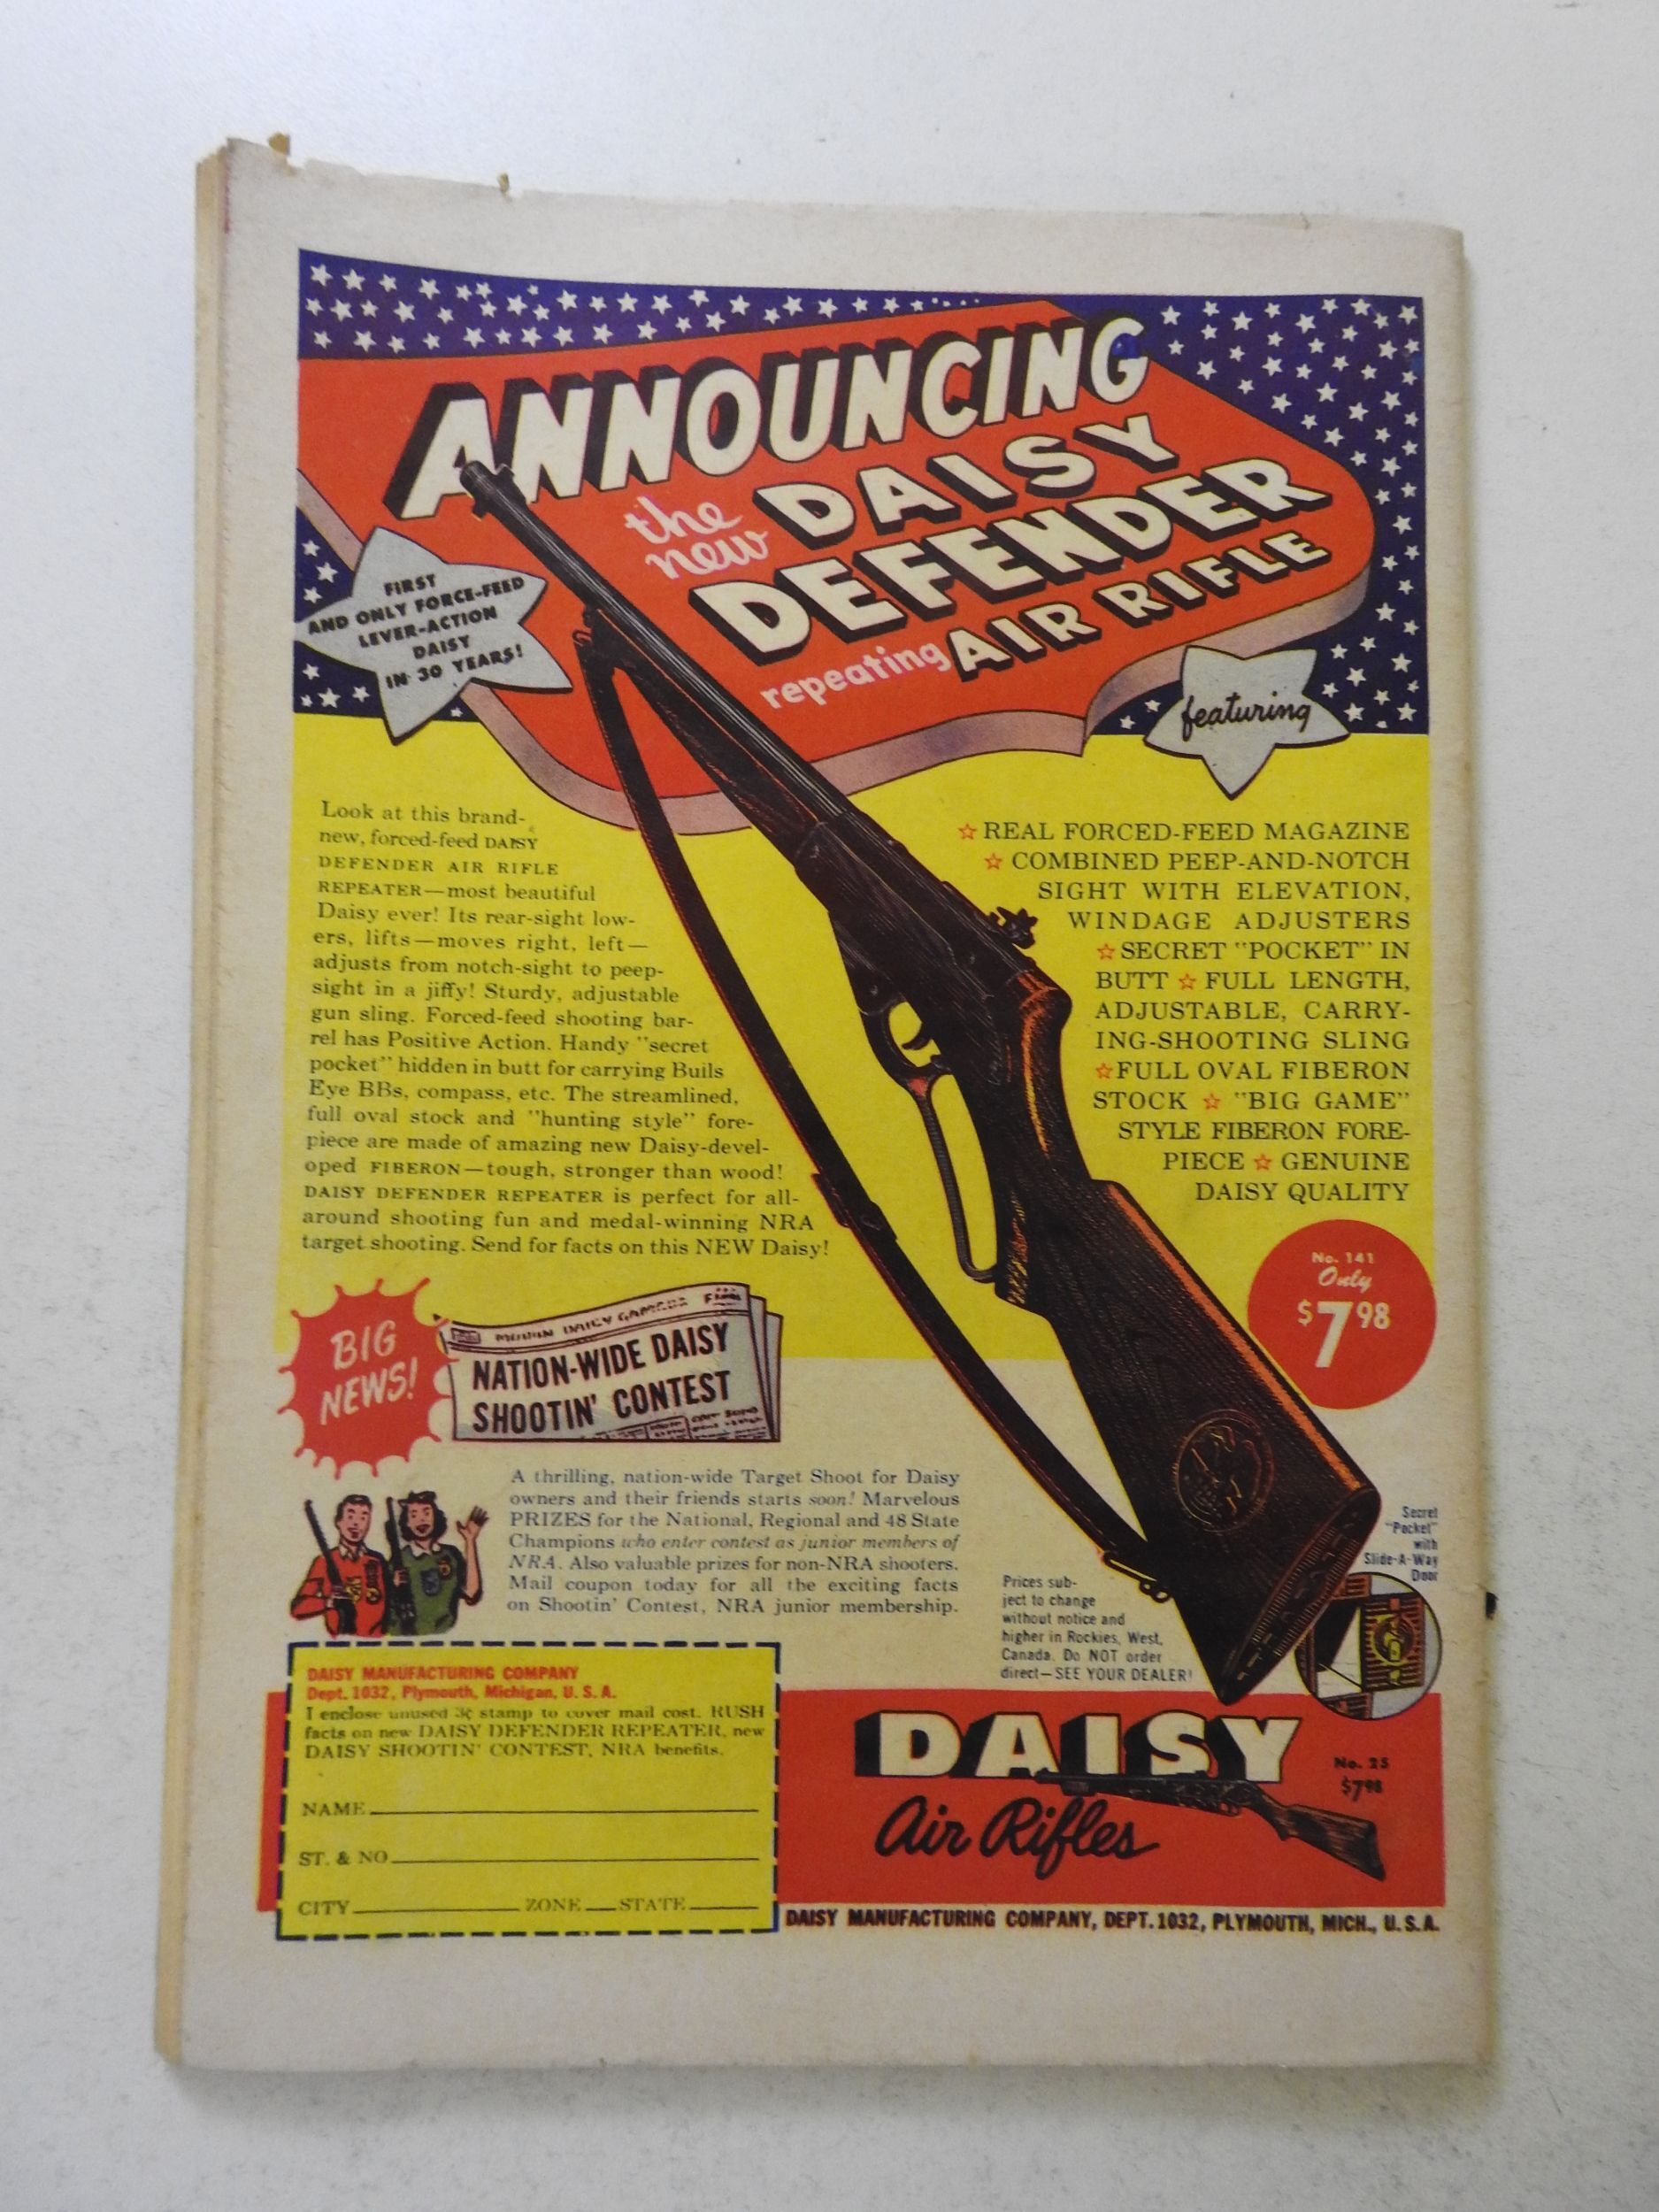 ANNOUNCING
the new DAISY
DEFENDER
repeating AIR RIFLE
FIRST
AND ONLY FORCE-FEED
LEVER-ACTION
DAISY
IN 30 YEARS!
featuring
Look at this brand-
new, forced-feed DAISY
DEFENDER AIR RIFLE
REPEATER—most beautiful
Daisy ever! Its rear-sight low-
ers, lifts—moves right, left—
adjusts from notch-sight to peep-
sight in a jiffy! Sturdy, adjustable
gun sling. Forced-feed shooting bar-
rel has Positive Action. Handy "secret
pocket" hidden in butt for carrying Bulls
Eye BBs, compass, etc. The streamlined,
full oval stock and "hunting style" fore-
piece are made of amazing new Daisy-devel-
oped FIBERON—tough, stronger than wood!
DAISY DEFENDER REPEATER is perfect for all-
around shooting fun and medal-winning NRA
target shooting. Send for facts on this NEW Daisy!
☆ REAL FORCED-FEED MAGAZINE
☆ COMBINED PEEP-AND-NOTCH
SIGHT WITH ELEVATION,
WINDAGE ADJUSTERS
☆ SECRET "POCKET" IN
BUTT ☆ FULL LENGTH,
ADJUSTABLE, CARRY-
ING-SHOOTING SLING
☆ FULL OVAL FIBERON
STOCK ☆ "BIG GAME"
STYLE FIBERON FORE-
PIECE ☆ GENUINE
DAISY QUALITY
No. 141
Only
$7.98
BIG
NEWS!
NATION-WIDE DAISY
SHOOTIN' CONTEST
A thrilling, nation-wide Target Shoot for Daisy
owners and their friends starts soon! Marvelous
PRIZES for the National, Regional and 48 State
Champions who enter contest as junior members of
NRA. Also valuable prizes for non-NRA shooters.
Mail coupon today for all the exciting facts
on Shootin' Contest, NRA junior membership.
Secret
"Pocket"
with
Slide-A-Way
Door
Prices sub-
ject to change
without notice and
higher in Rockies, West,
Canada. Do NOT order
direct—SEE YOUR DEALER!
DAISY MANUFACTURING COMPANY
Dept. 1032, Plymouth, Michigan, U. S. A.
I enclose unused 3¢ stamp to cover mail cost. RUSH
facts on new DAISY DEFENDER REPEATER, new
DAISY SHOOTIN' CONTEST, NRA benefits.
NAME
ST. & NO
CITY ZONE STATE
DAISY
Air Rifles
No. 25
$7.98
DAISY MANUFACTURING COMPANY, DEPT. 1032, PLYMOUTH, MICH., U. S. A.